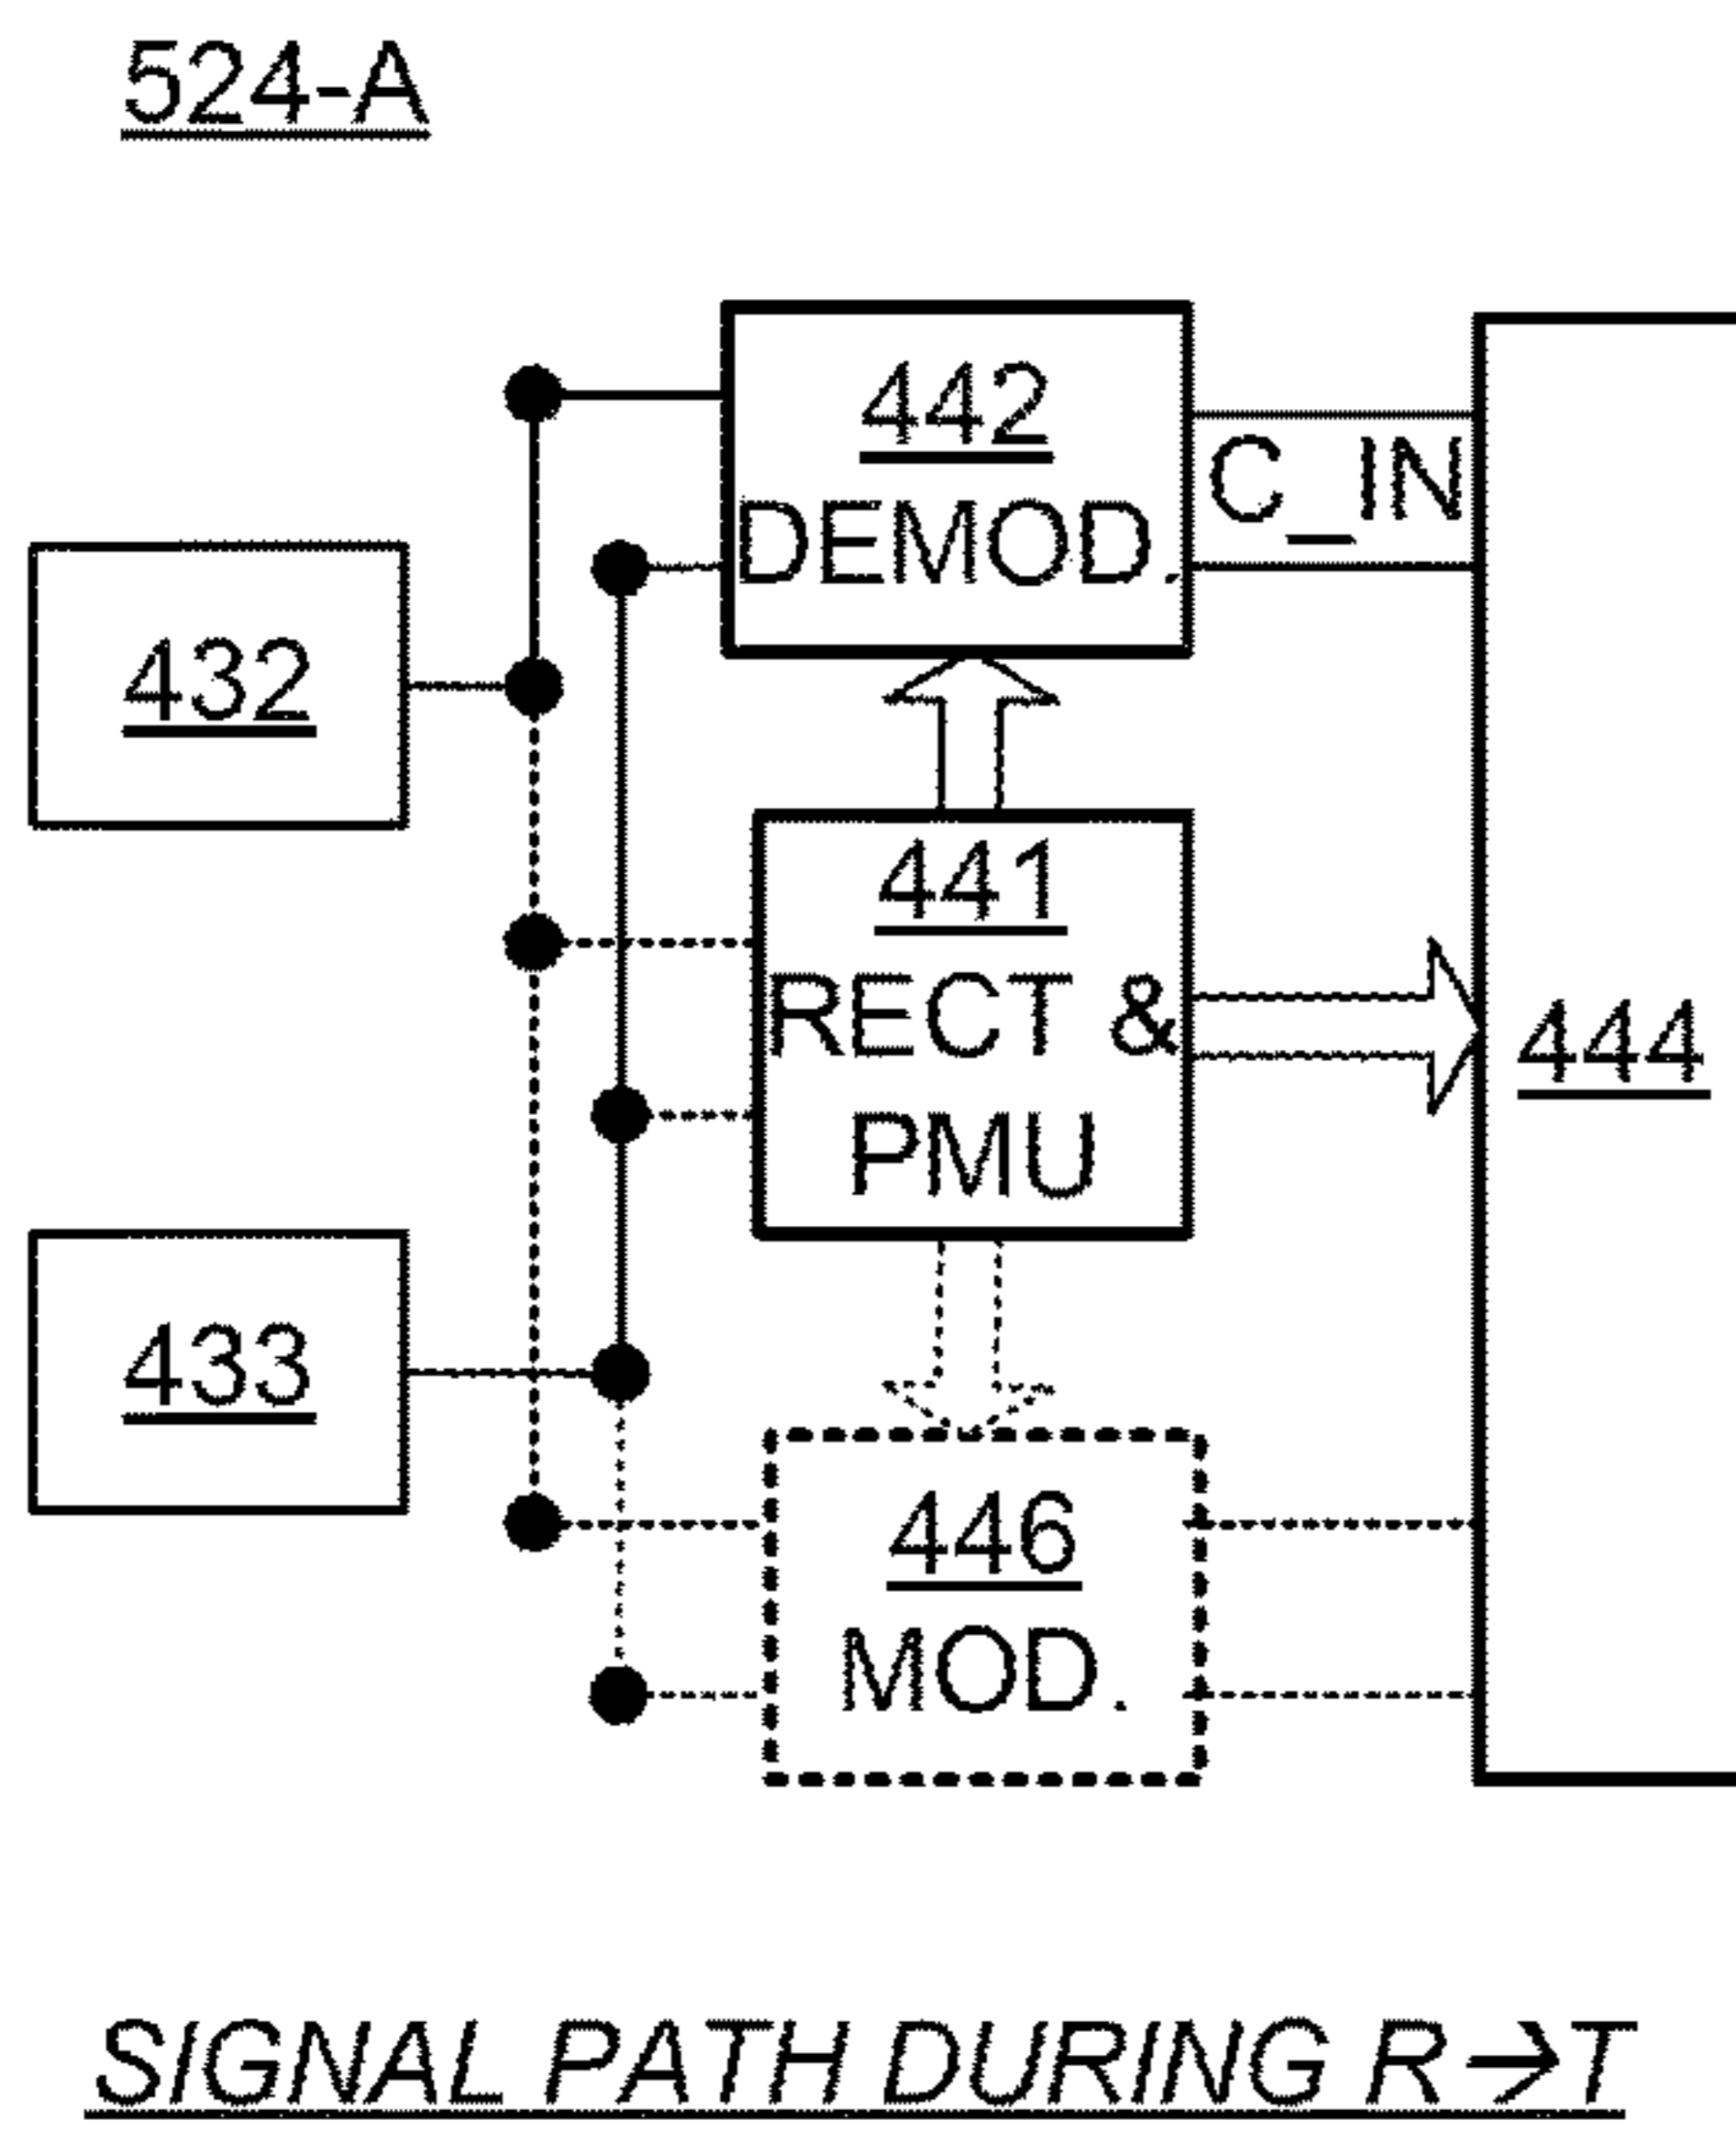 524-A
442
DEMOD.
C_IN
432
441
RECT &
PMU
444
433
446
MOD.
SIGNAL PATH DURING R→T